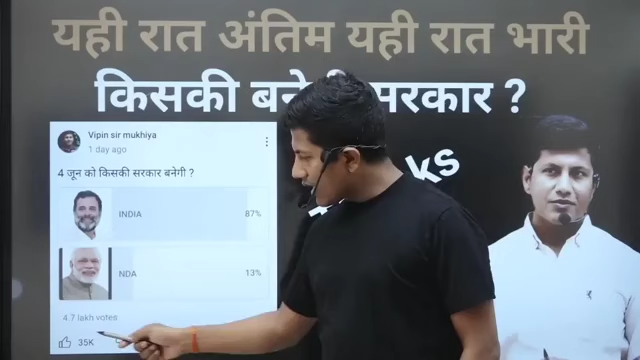 यही रात अंतिम यही रात भारी
किसकी सरकार ?
Vipin sir mukhiya
1 day ago
4 जून को किसकी सरकार बनेगी ?
INDIA 87%
NDA 13%
4.7 lakh votes
35K